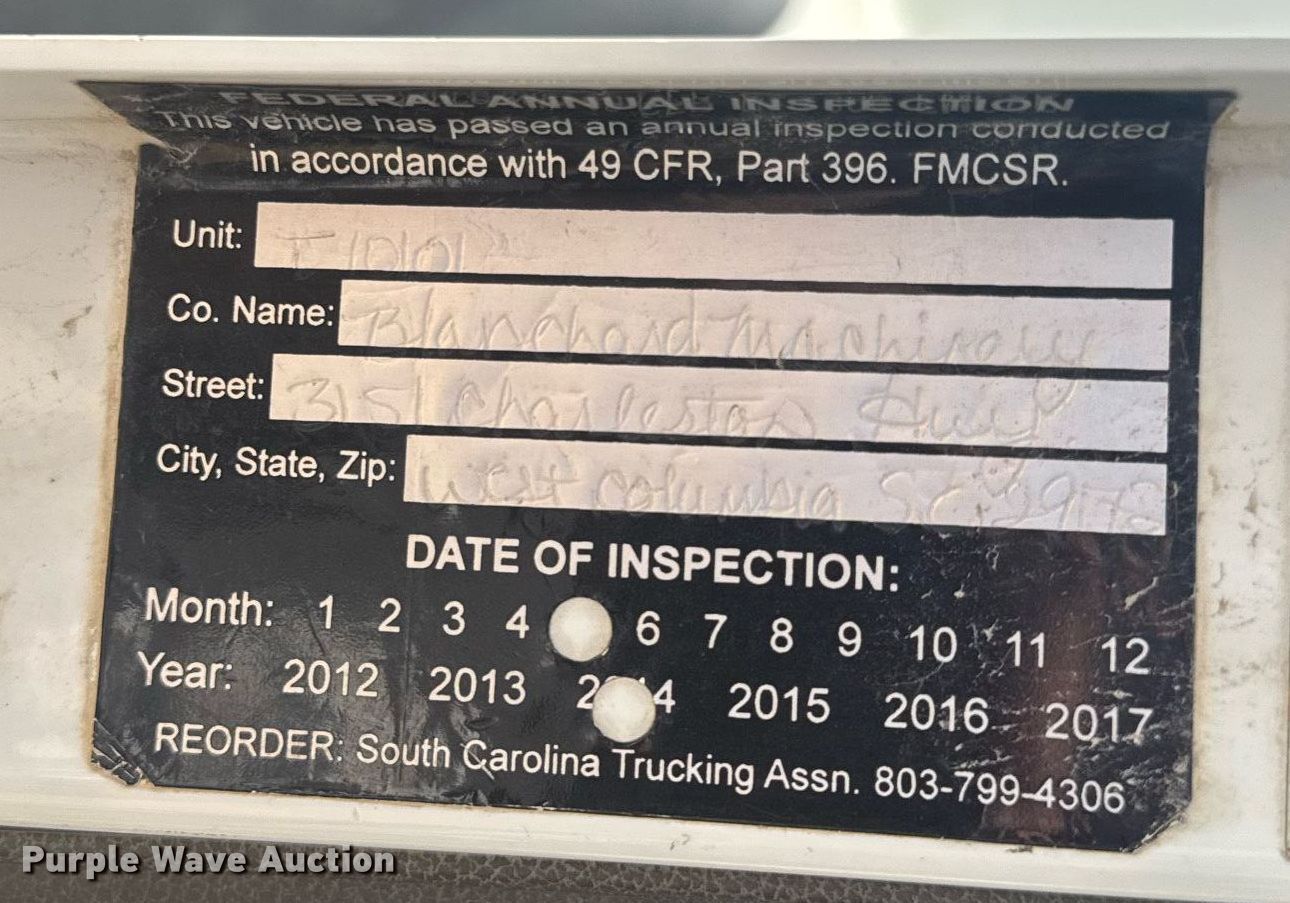 FEDERAL ANNUAL INSPECTION
This vehicle has passed an annual inspection conducted
in accordance with 49 CFR, Part 396. FMCSR.
Unit: T1001
Co. Name: Blanchard Machinery
Street: 3151 Charleston Hwy.
City, State, Zip: West Columbia SC
DATE OF INSPECTION:
Month: 1 2 3 4 6 7 8 9 10 11 12
Year: 2012 2013 2014 2015 2016 2017
REORDER: South Carolina Trucking Assn. 803-799-4306
Purple Wave Auction